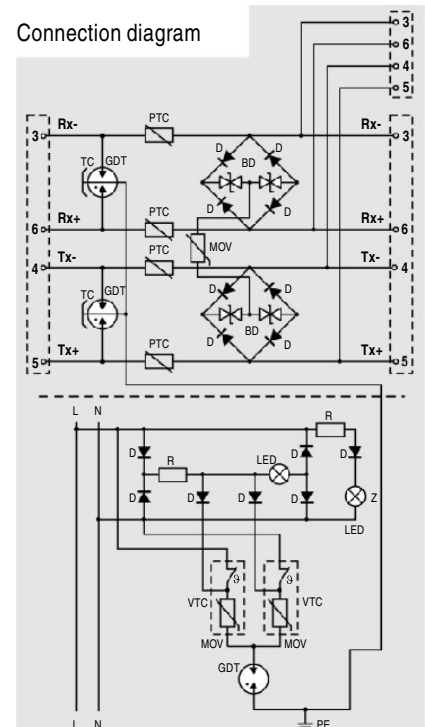 Connection diagram
3
6
4
5
3 Rx- PTC Rx- 3
TC GDT D BD D
D D
6 Rx+ PTC Rx+ 6
MOV
4 Tx- PTC Tx- 4
TC GDT D D
D BD D
5 Tx+ PTC Tx+ 5
L N
R
D R LED D D
D D D D Z
LED
ϑ ϑ
VTC VTC
MOV MOV
GDT
L N PE